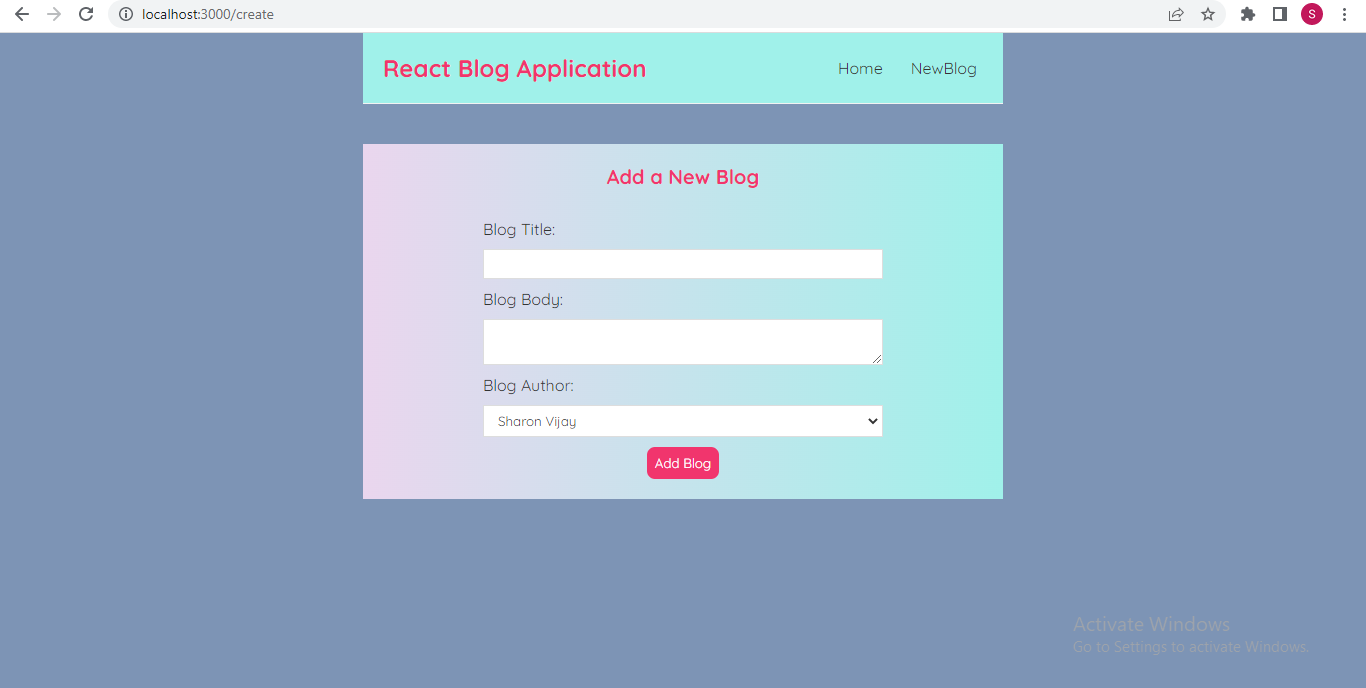 localhost:3000/create
S
React Blog Application
Home NewBlog
Add a New Blog
Blog Title:
Blog Body:
Blog Author:
Sharon Vijay
Add Blog
Activate Windows
Go to Settings to activate Windows.